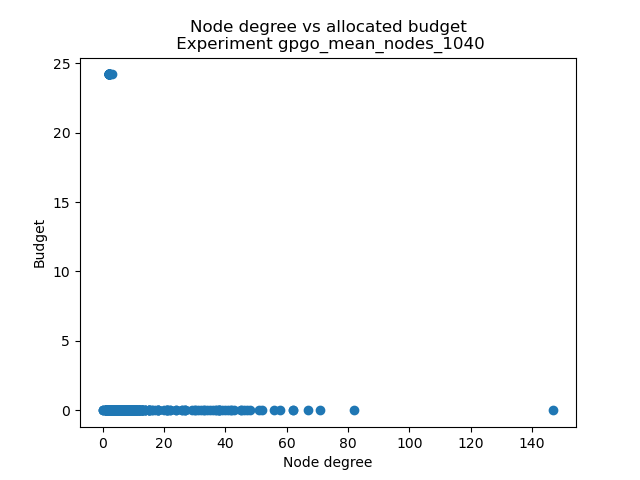 Node degree vs allocated budget
Experiment gpgo_mean_nodes_1040
25
20
15
10
5
0
Budget
0 20 40 60 80 100 120 140
Node degree